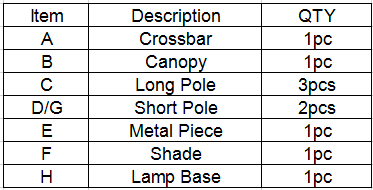 Item Description QTY
A Crossbar 1pc
B Canopy 1pc
C Long Pole 3pcs
D/G Short Pole 2pcs
E Metal Piece 1pc
F Shade 1pc
H Lamp Base 1pc